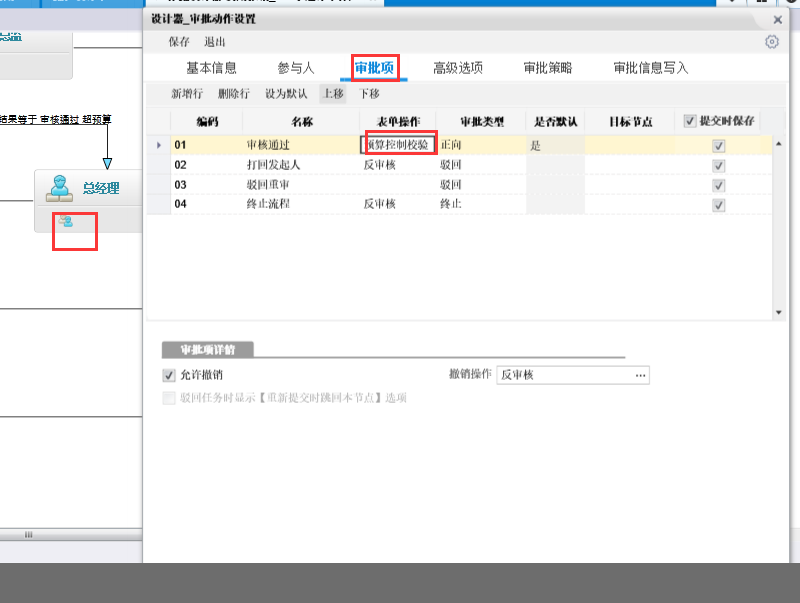 设计器_审批动作设置
保存 退出
基本信息 参与人 审批项 高级选项 审批策略 审批信息写入
新增行 删除行 设为默认 上移 下移
结果等于 审核通过 超预算
编码 名称 表单操作 审批类型 是否默认 目标节点 提交时保存
01 审核通过 预算控制校验 正向 是
02 打回发起人 反审核 驳回
03 驳回重审 驳回
04 终止流程 反审核 终止
总经理
审批项详情
允许撤销 撤销操作 反审核 ...
驳回任务时显示【重新提交时跳回本节点】选项